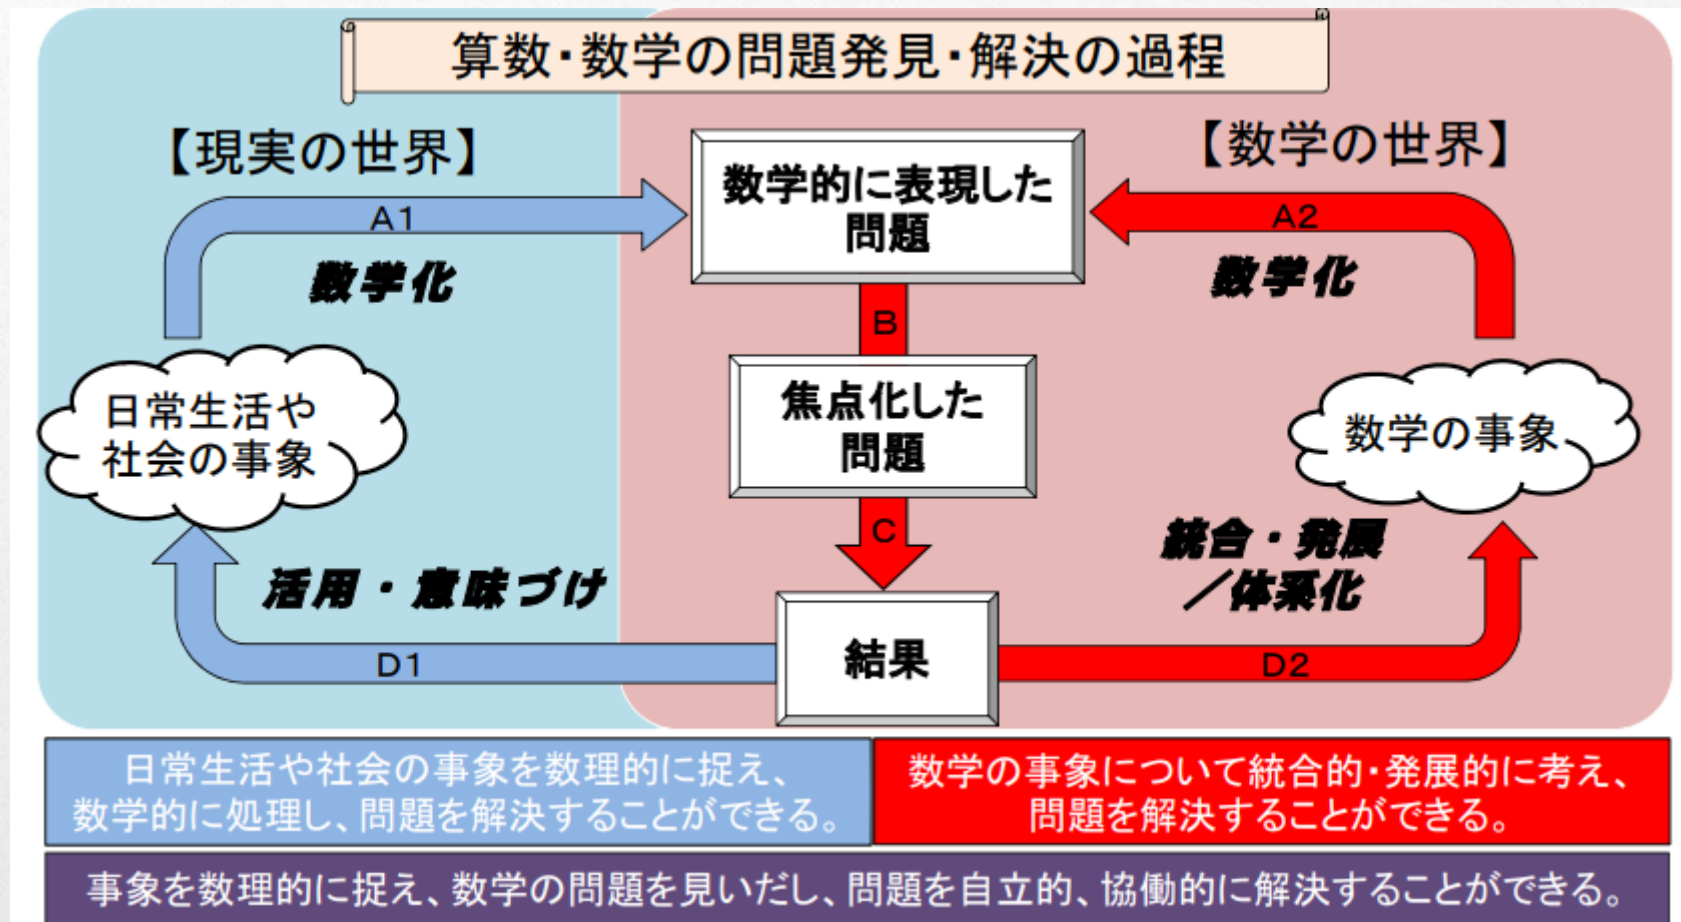 算数・数学の問題発見・解決の過程
【現実の世界】
【数学の世界】
数学的に表現した
問題
A1
A2
数学化
数学化
B
日常生活や
社会の事象
焦点化した
問題
数学の事象
C
活用・意味づけ
統合・発展
／体系化
結果
D1
D2
日常生活や社会の事象を数理的に捉え、
数学的に処理し、問題を解決することができる。
数学の事象について統合的・発展的に考え、
問題を解決することができる。
事象を数理的に捉え、数学の問題を見いだし、問題を自立的、協働的に解決することができる。